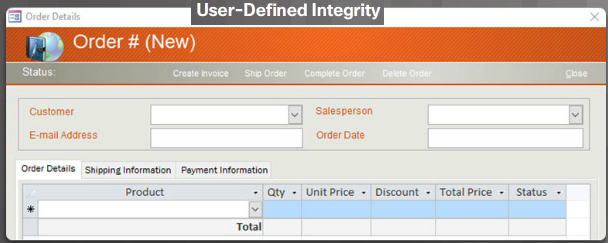 User-Defined Integrity
Order Details
Order # (New)
Status: Create Invoice Ship Order Complete Order Delete Order Close
Customer Salesperson
E-mail Address Order Date
Order Details Shipping Information Payment Information
Product Qty Unit Price Discount Total Price Status
Total